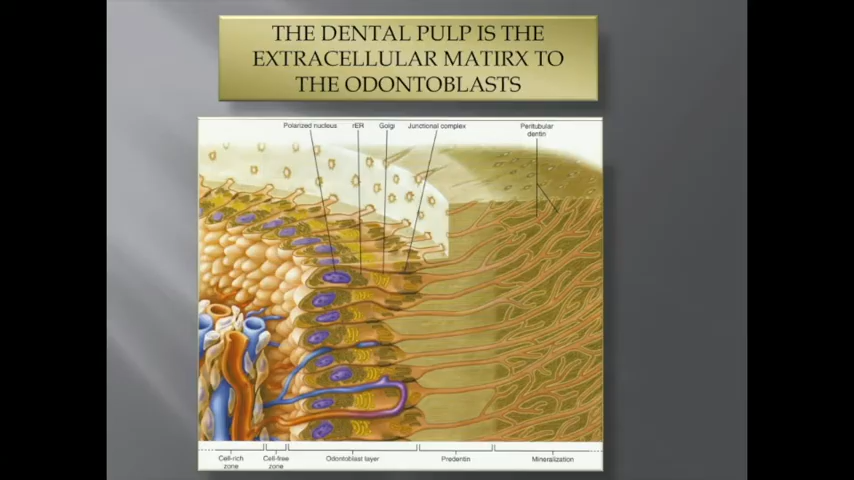 THE DENTAL PULP IS THE
EXTRACELLULAR MATIRX TO
THE ODONTOBLASTS
Polarized nucleus rER Golgi Junctional complex Peritubular
dentin
Cell-rich
zone
Cell-free
zone
Odontoblast layer
Predentin
Mineralization